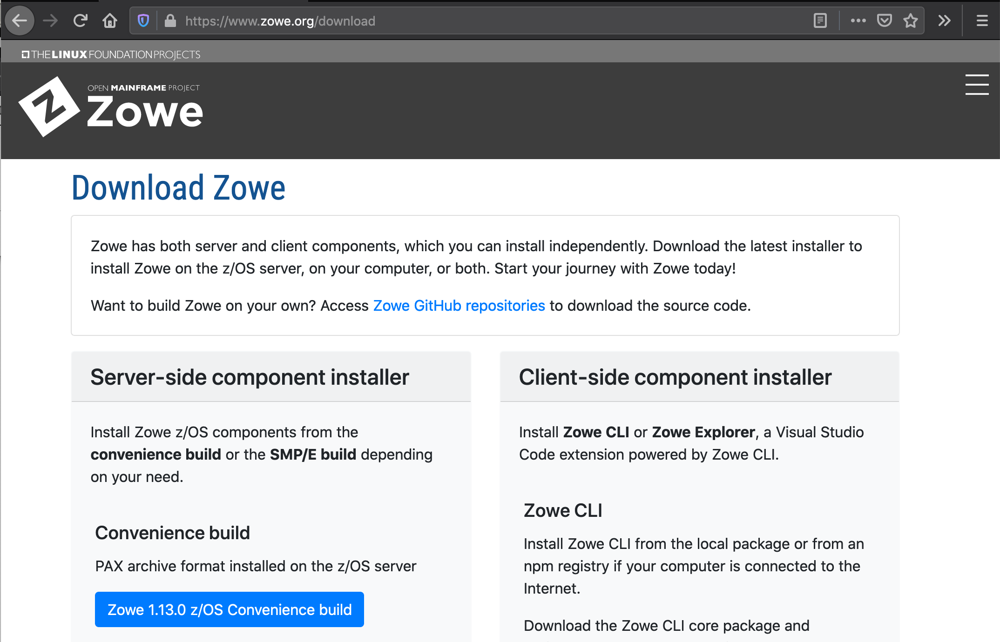 https://www.zowe.org/download
THE LINUX FOUNDATION PROJECTS
OPEN MAINFRAME PROJECT
Zowe
Download Zowe
Zowe has both server and client components, which you can install independently. Download the latest installer to
install Zowe on the z/OS server, on your computer, or both. Start your journey with Zowe today!
Want to build Zowe on your own? Access Zowe GitHub repositories to download the source code.
Server-side component installer
Install Zowe z/OS components from the
convenience build or the SMP/E build depending
on your need.
Convenience build
PAX archive format installed on the z/OS server
Zowe 1.13.0 z/OS Convenience build
Client-side component installer
Install Zowe CLI or Zowe Explorer, a Visual Studio
Code extension powered by Zowe CLI.
Zowe CLI
Install Zowe CLI from the local package or from an
npm registry if your computer is connected to the
Internet.
Download the Zowe CLI core package and